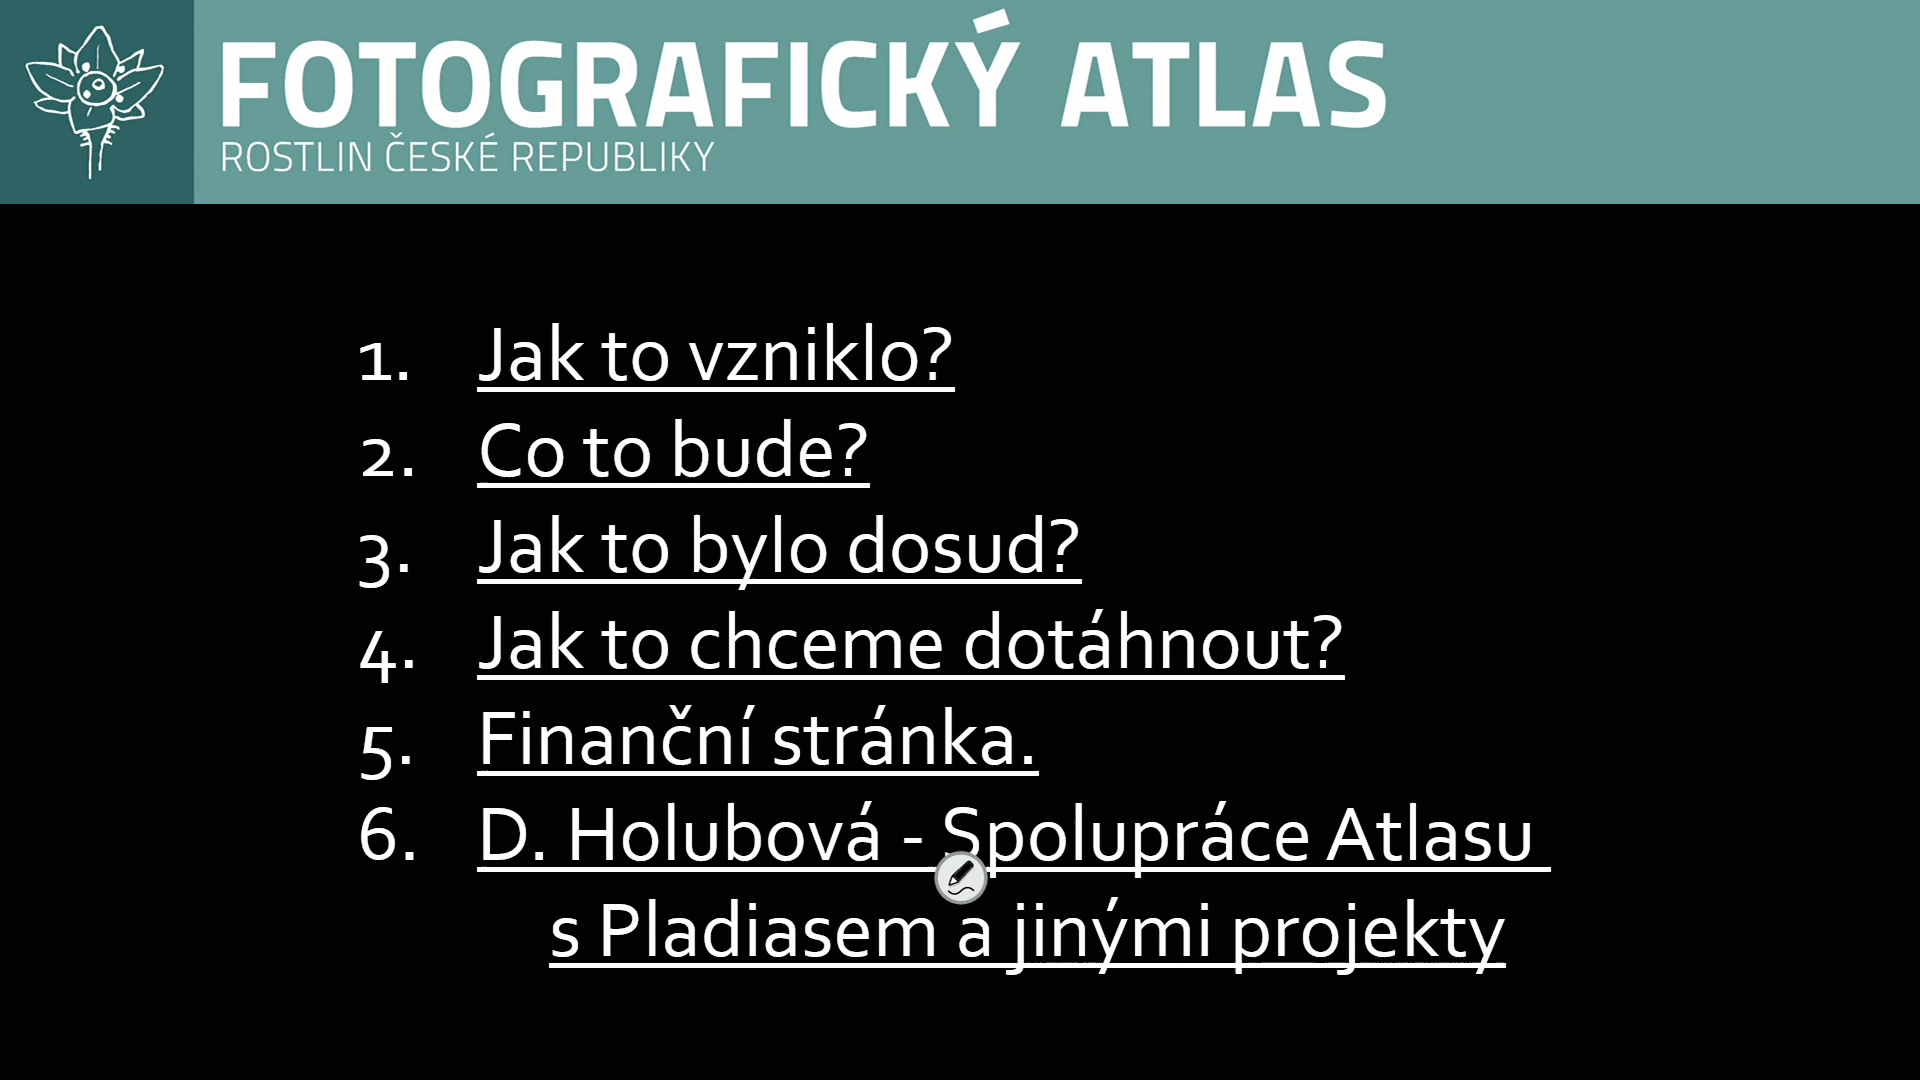 FOTOGRAFICKÝ ATLAS
ROSTLIN ČESKÉ REPUBLIKY
1. Jak to vzniklo?
2. Co to bude?
3. Jak to bylo dosud?
4. Jak to chceme dotáhnout?
5. Finanční stránka.
6. D. Holubová - Spolupráce Atlasu
s Pladiasem a jinými projekty